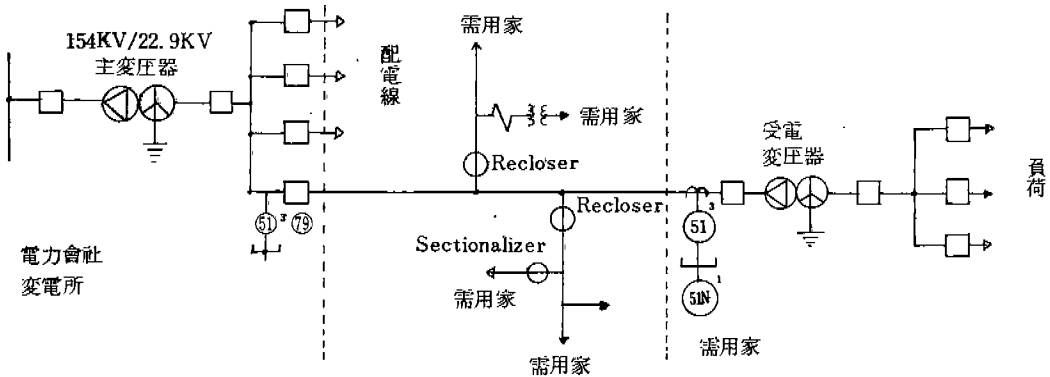 154KV/22.9KV
主変圧器
配電線
需用家
需用家
Recloser
Recloser
Sectionalizer
需用家
需用家
51 3 79
電力會社
変電所
51 3
51N 1
需用家
受電
変圧器
負荷